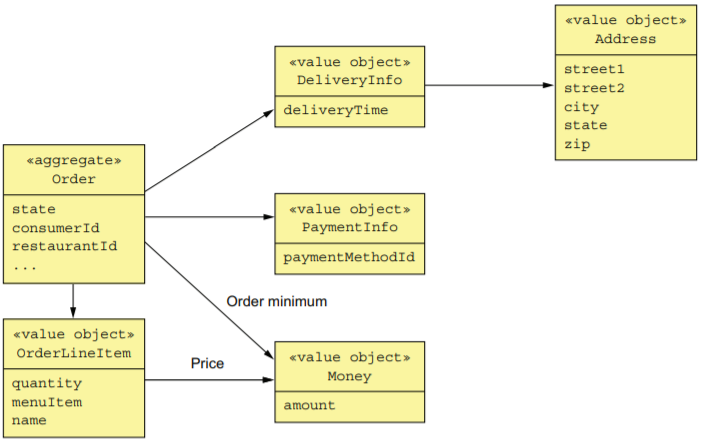 «value object»
Address
street1
street2
city
state
zip
«value object»
DeliveryInfo
deliveryTime
«aggregate»
Order
state
consumerId
restaurantId
...
«value object»
PaymentInfo
paymentMethodId
Order minimum
«value object»
OrderLineItem
quantity
menuItem
name
Price
«value object»
Money
amount